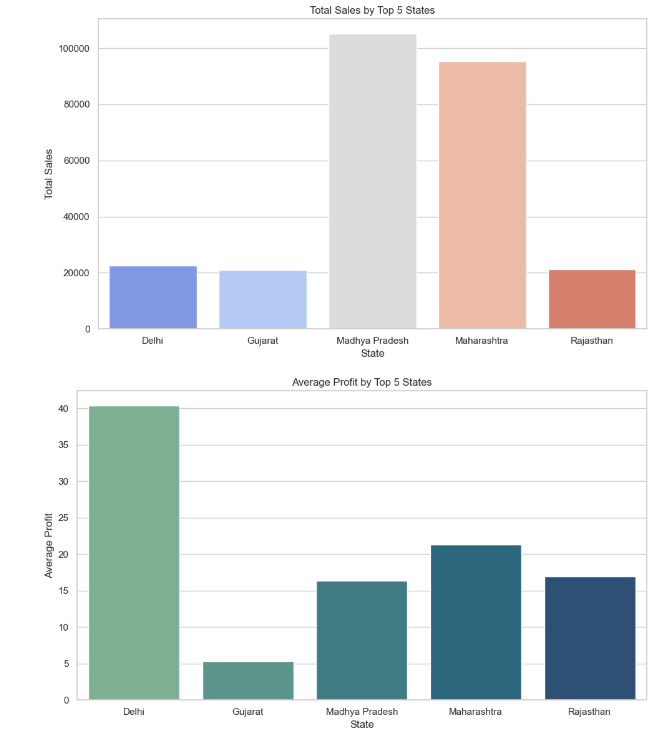 Total Sales by Top 5 States
100000
80000
60000
40000
20000
0
Total Sales
Delhi Gujarat Madhya Pradesh Maharashtra Rajasthan
State
Average Profit by Top 5 States
40
35
30
25
20
15
10
5
0
Average Profit
Delhi Gujarat Madhya Pradesh Maharashtra Rajasthan
State